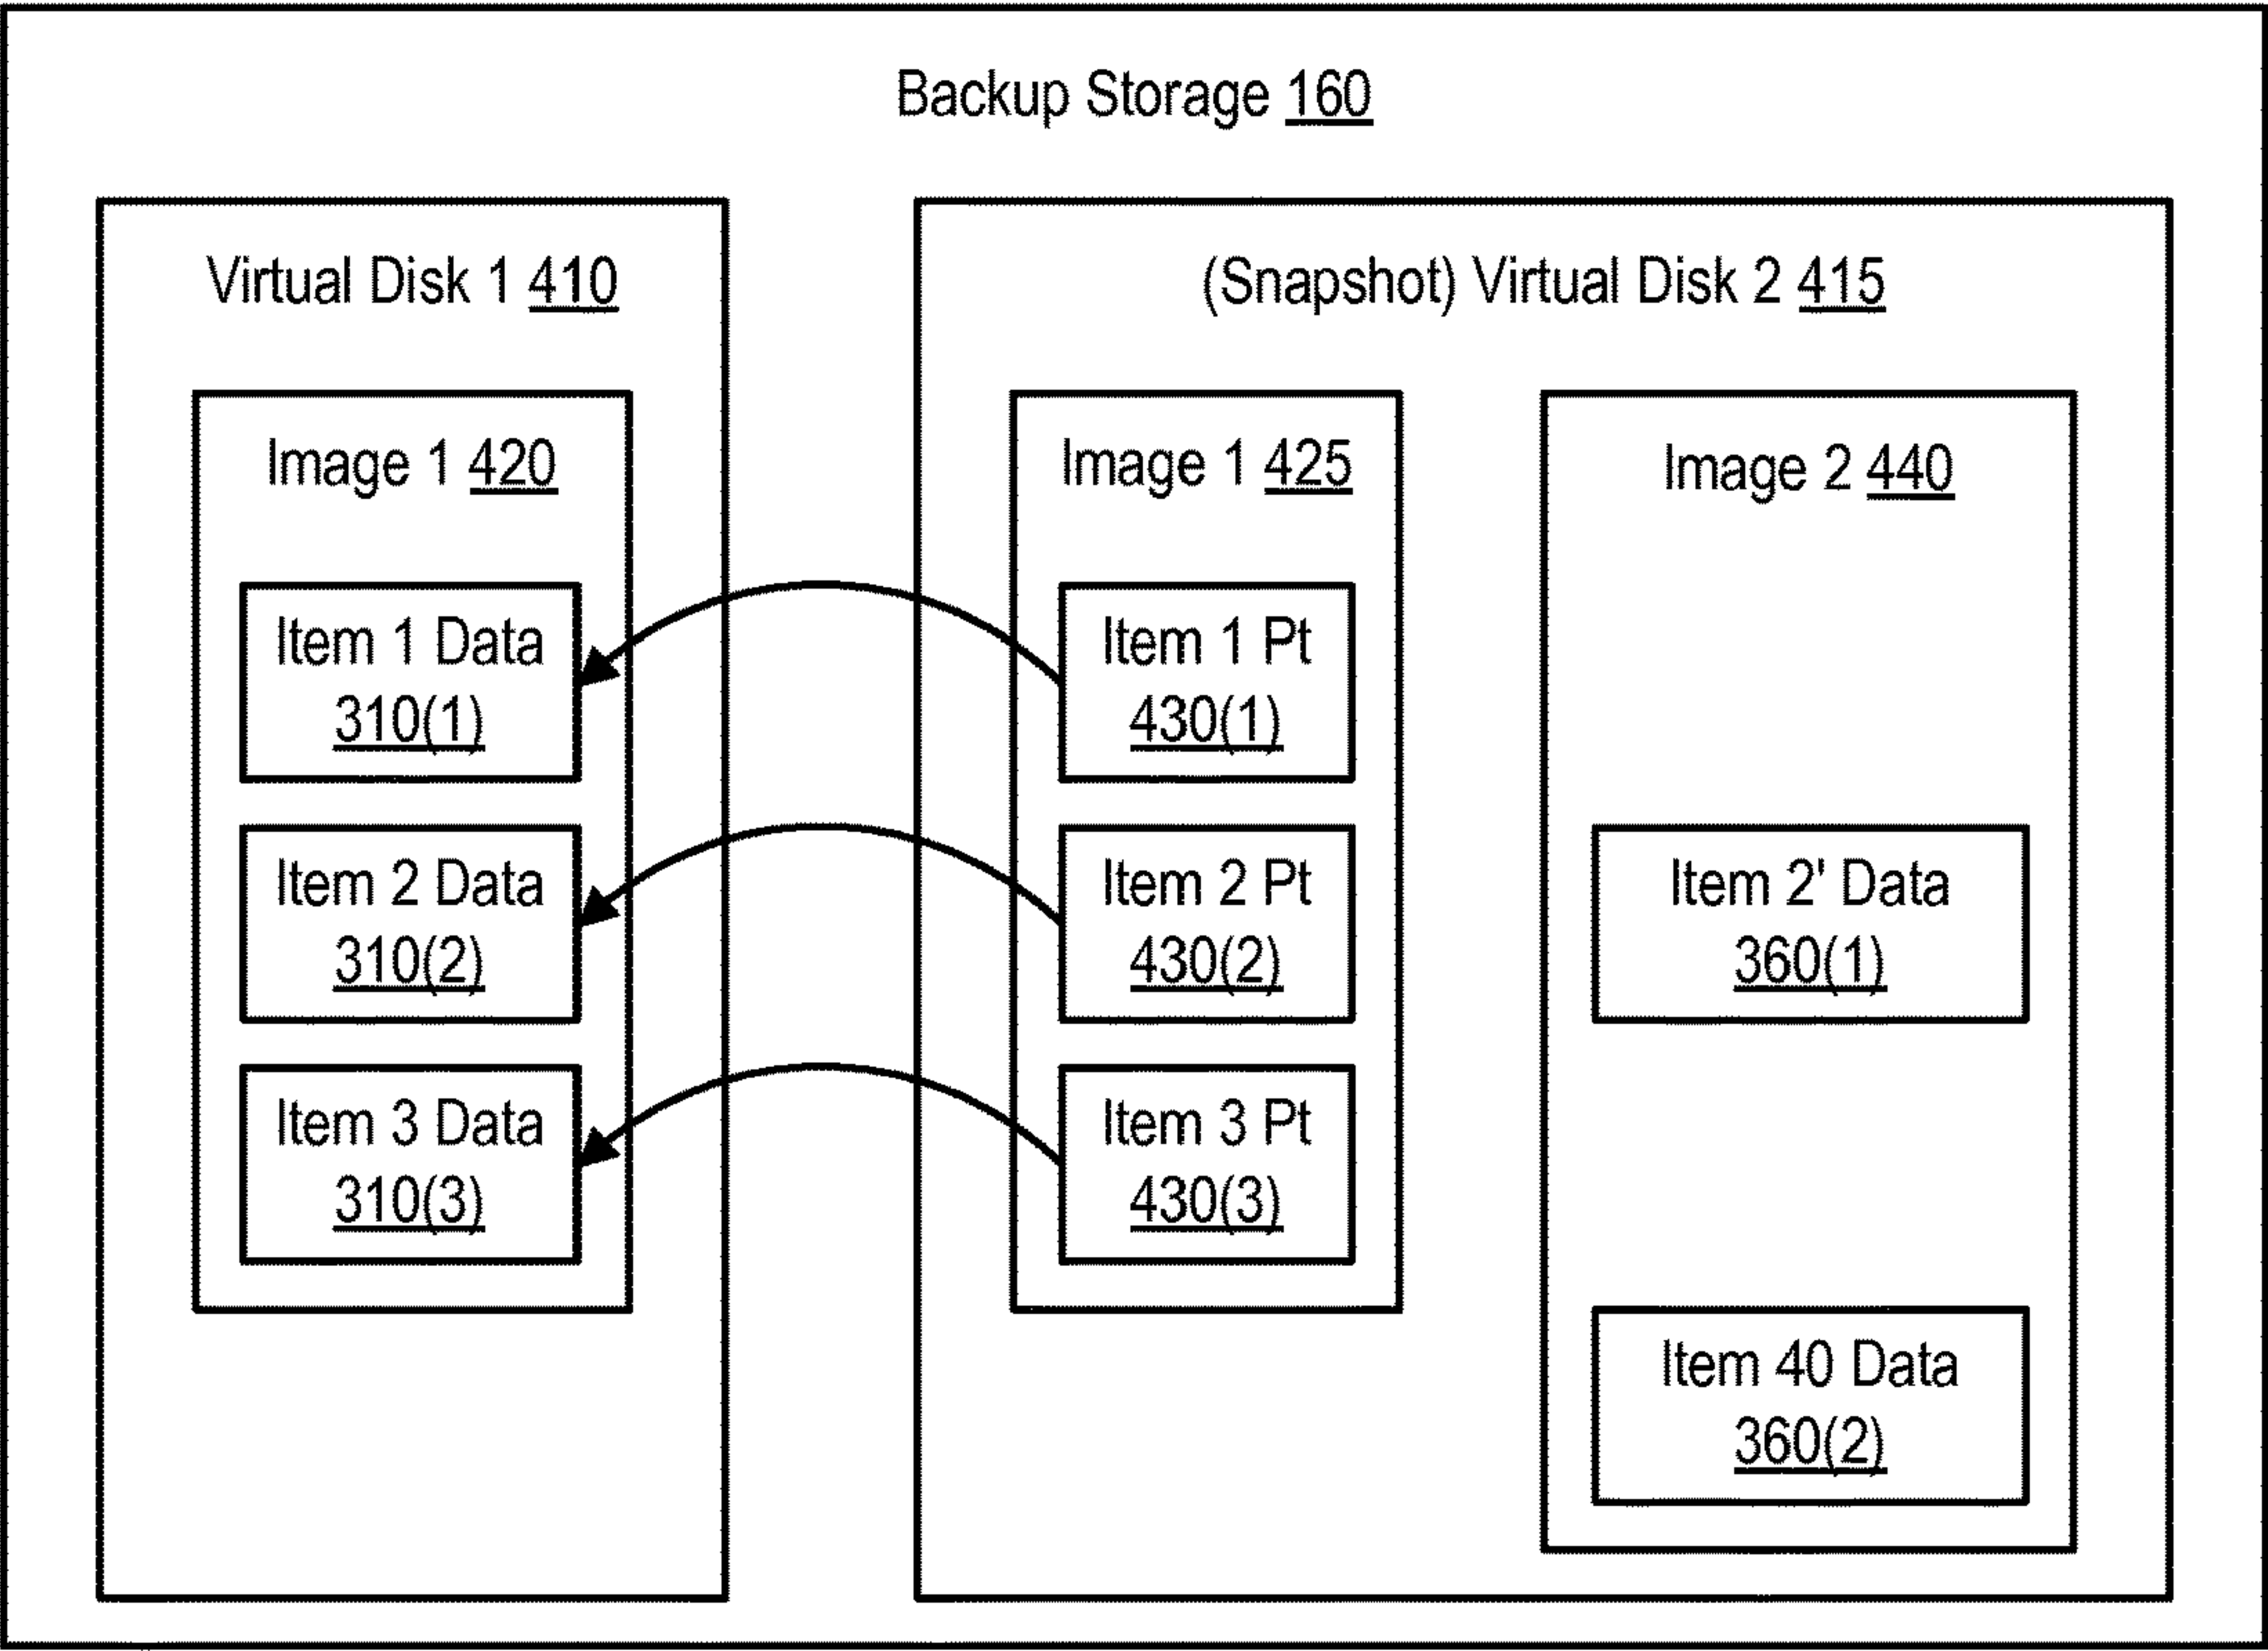 Backup Storage 160
Virtual Disk 1 410
Image 1 420
Item 1 Data
310(1)
Item 2 Data
310(2)
Item 3 Data
310(3)
(Snapshot) Virtual Disk 2 415
Image 1 425
Item 1 Pt
430(1)
Item 2 Pt
430(2)
Item 3 Pt
430(3)
Image 2 440
Item 2' Data
360(1)
Item 40 Data
360(2)